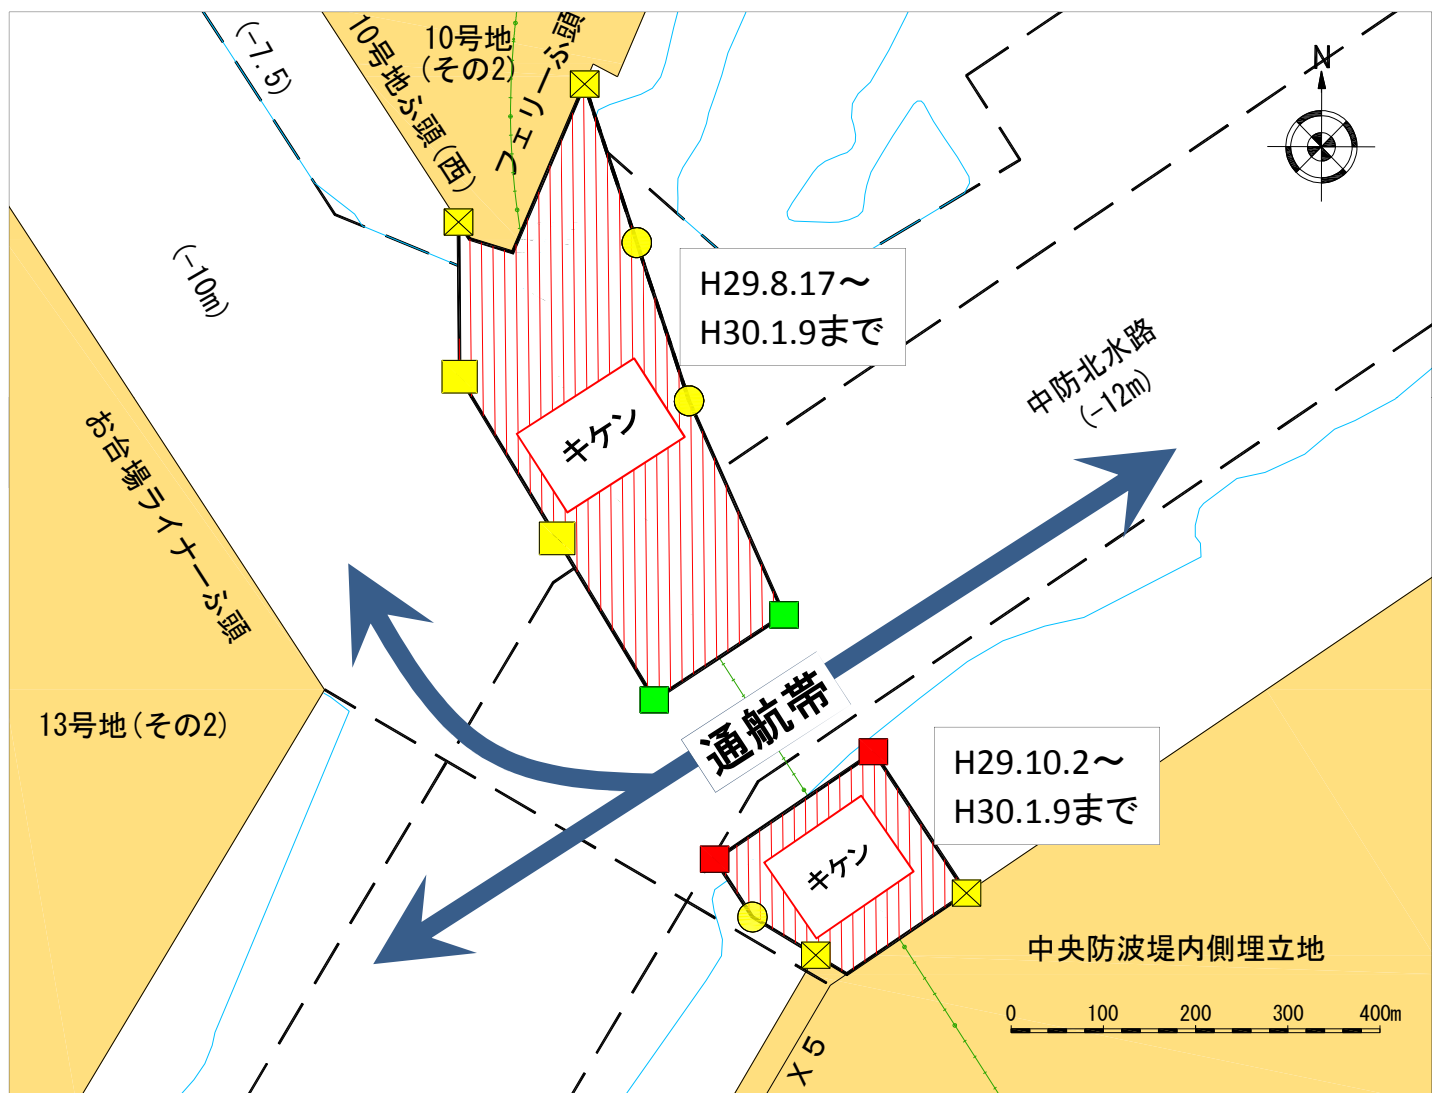 (-7.5)
10号地
(その2)
10号地ふ頭(西)
フェリーふ頭
N
(-10m)
H29.8.17～
H30.1.9まで
中防北水路
(-12m)
キケン
お台場ライナーふ頭
13号地(その2)
通航帯
H29.10.2～
H30.1.9まで
キケン
中央防波堤内側埋立地
0 100 200 300 400m
X5